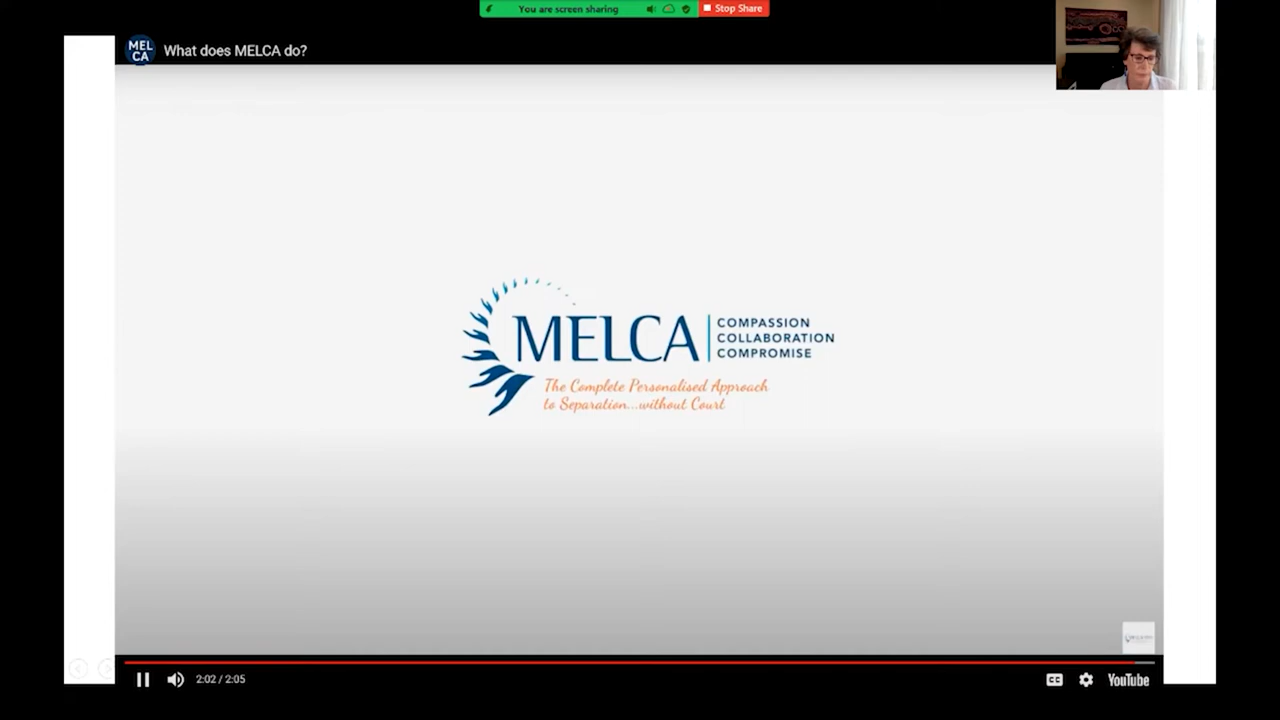 You are screen sharing
Stop Share
MEL
CA
What does MELCA do?
MELCA
COMPASSION
COLLABORATION
COMPROMISE
The Complete Personalised Approach
to Separation...without Court
2:02 / 2:05
CC
YouTube